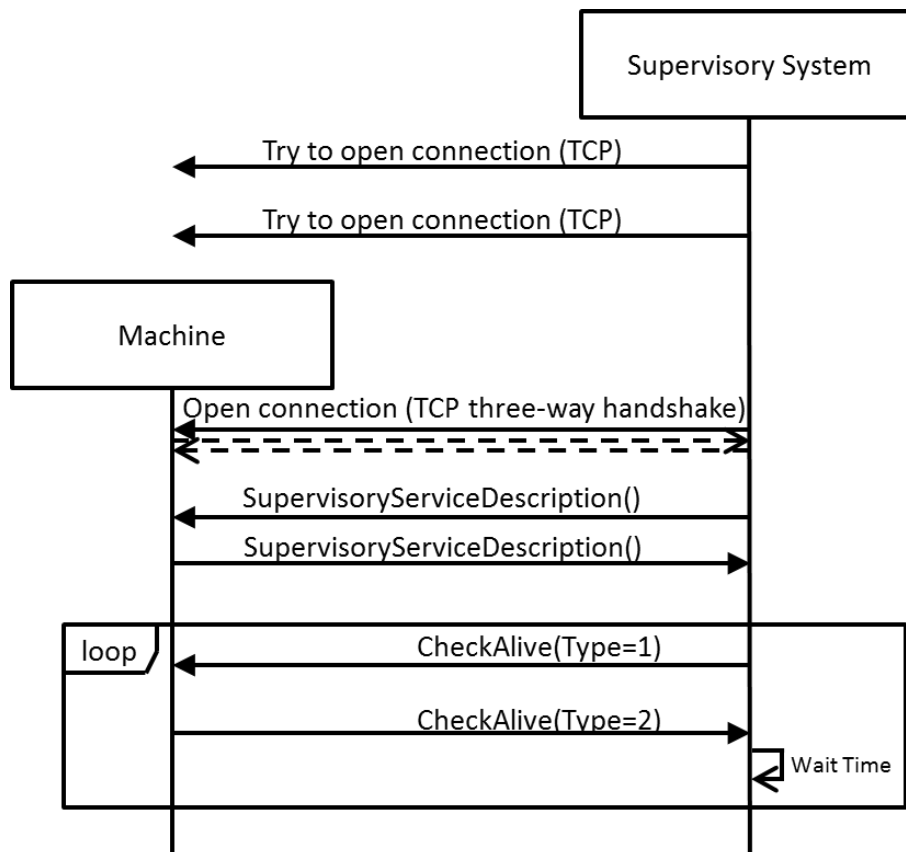 Supervisory System
Try to open connection (TCP)
Try to open connection (TCP)
Machine
Open connection (TCP three-way handshake)
SupervisoryServiceDescription()
SupervisoryServiceDescription()
loop
CheckAlive(Type=1)
CheckAlive(Type=2)
Wait Time